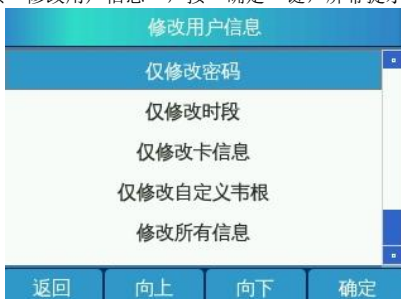 修改用户信息
仅修改密码
仅修改时段
仅修改卡信息
仅修改自定义韦根
修改所有信息
返回 向上 向下 确定